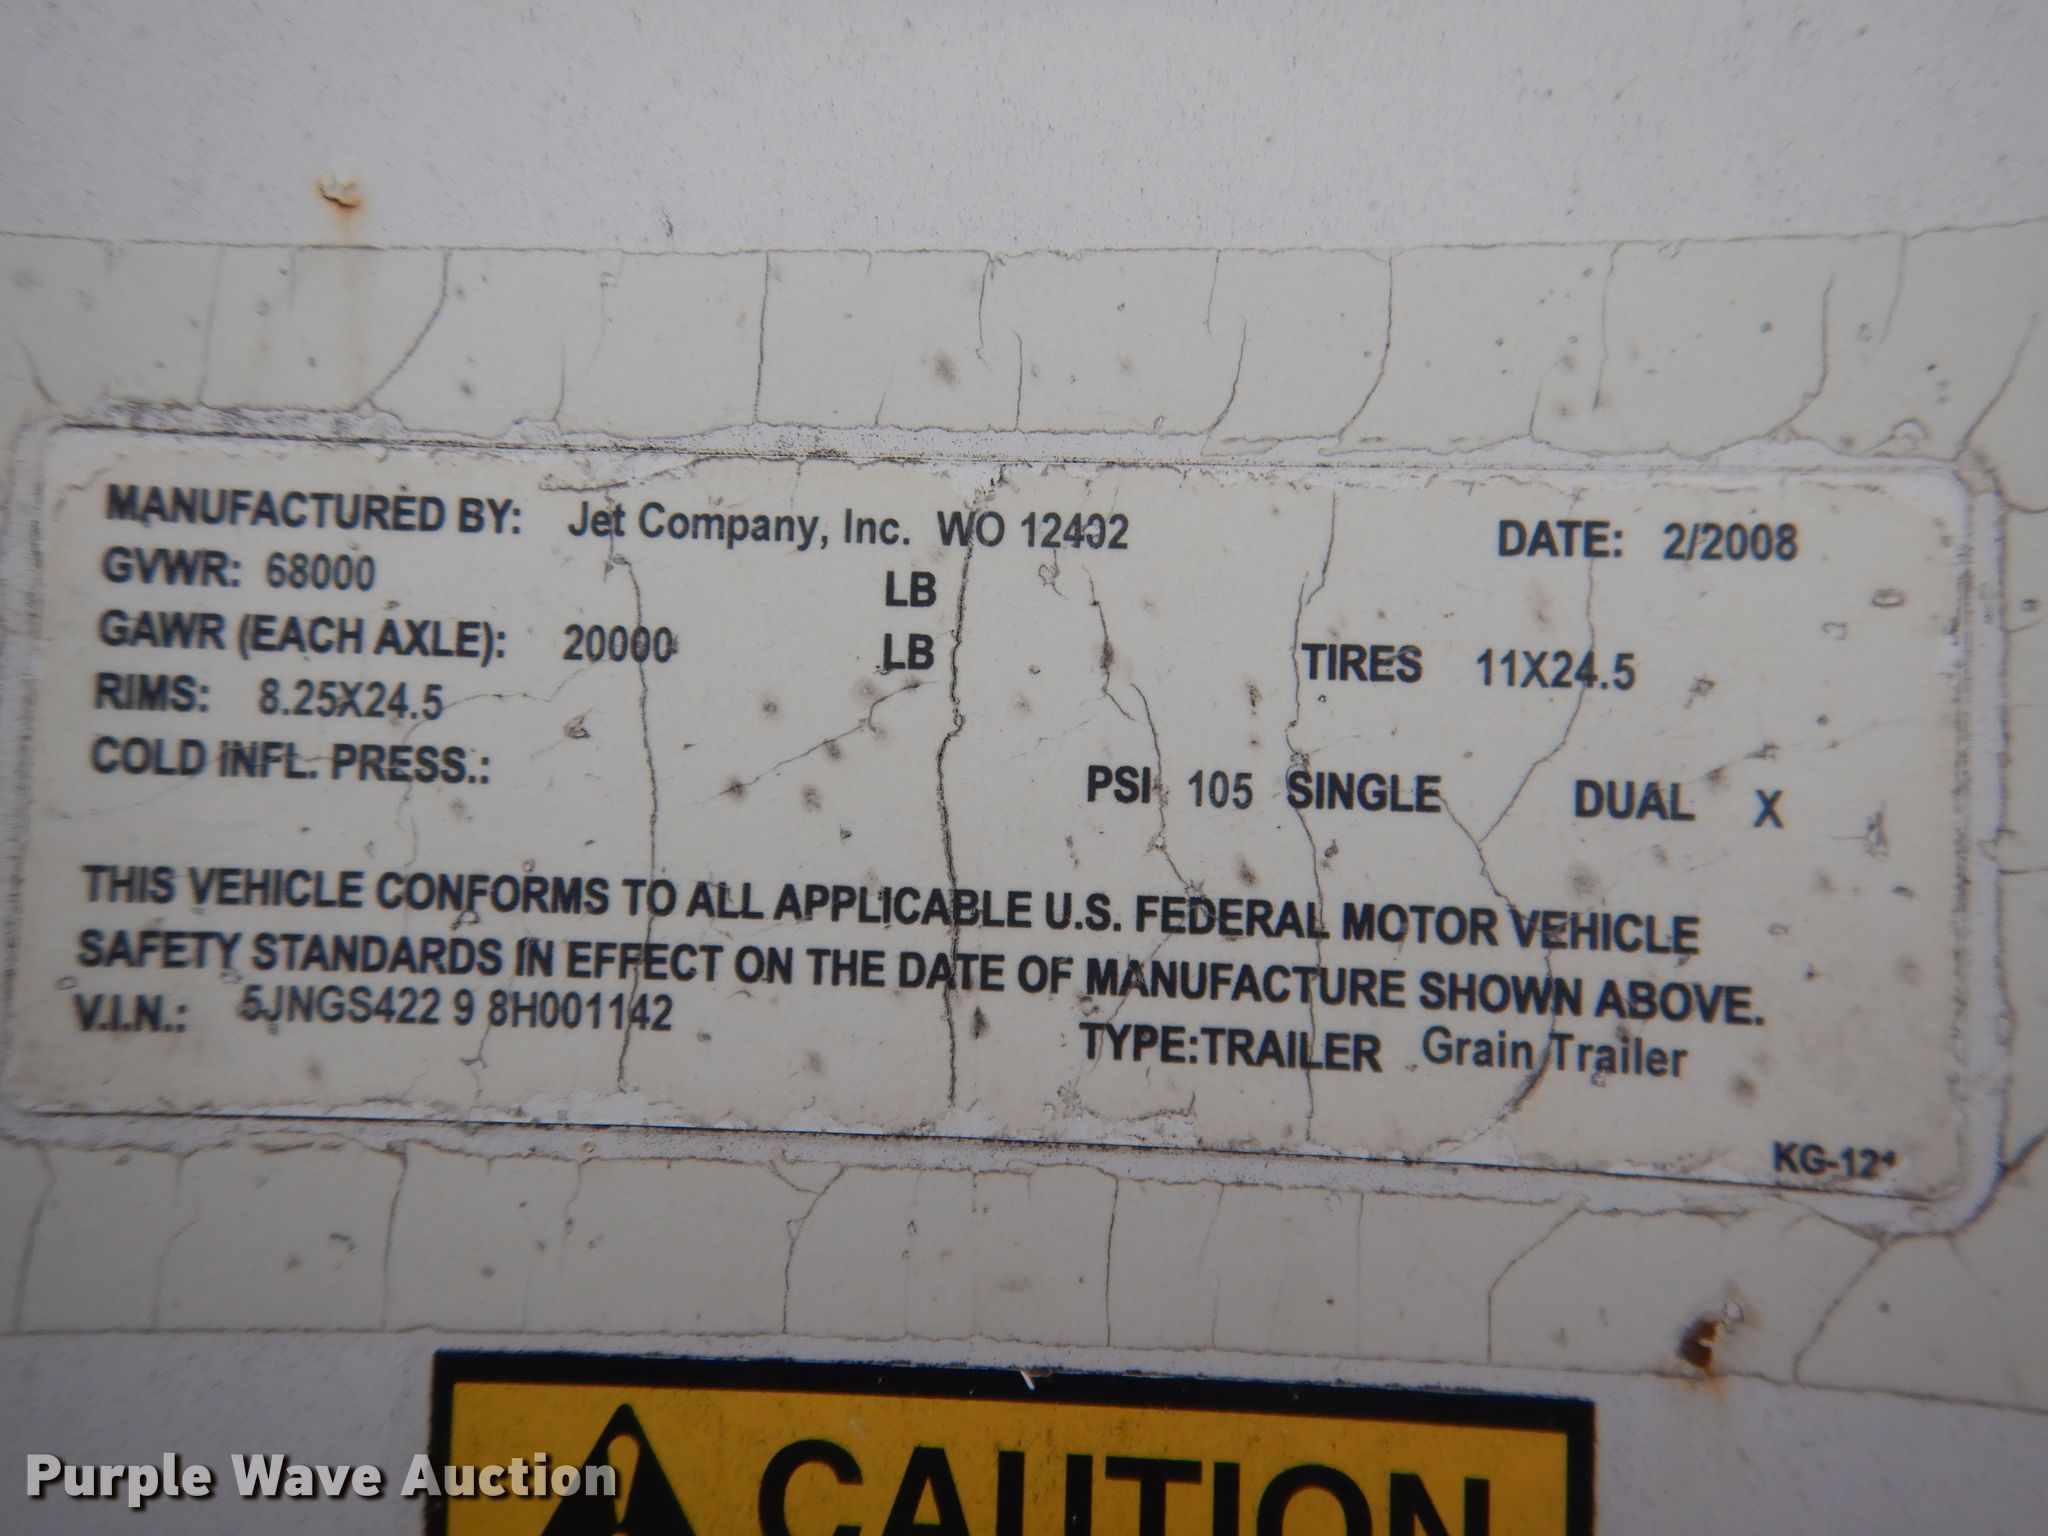 MANUFACTURED BY: Jet Company, Inc. WO 12402 DATE: 2/2008
GVWR: 68000 LB
GAWR (EACH AXLE): 20000 LB TIRES 11X24.5
RIMS: 8.25X24.5
COLD INFL. PRESS.: PSI 105 SINGLE DUAL X
THIS VEHICLE CONFORMS TO ALL APPLICABLE U.S. FEDERAL MOTOR VEHICLE
SAFETY STANDARDS IN EFFECT ON THE DATE OF MANUFACTURE SHOWN ABOVE.
V.I.N.: 5JNGS422 9 8H001142 TYPE:TRAILER Grain Trailer
CAUTION
Purple Wave Auction